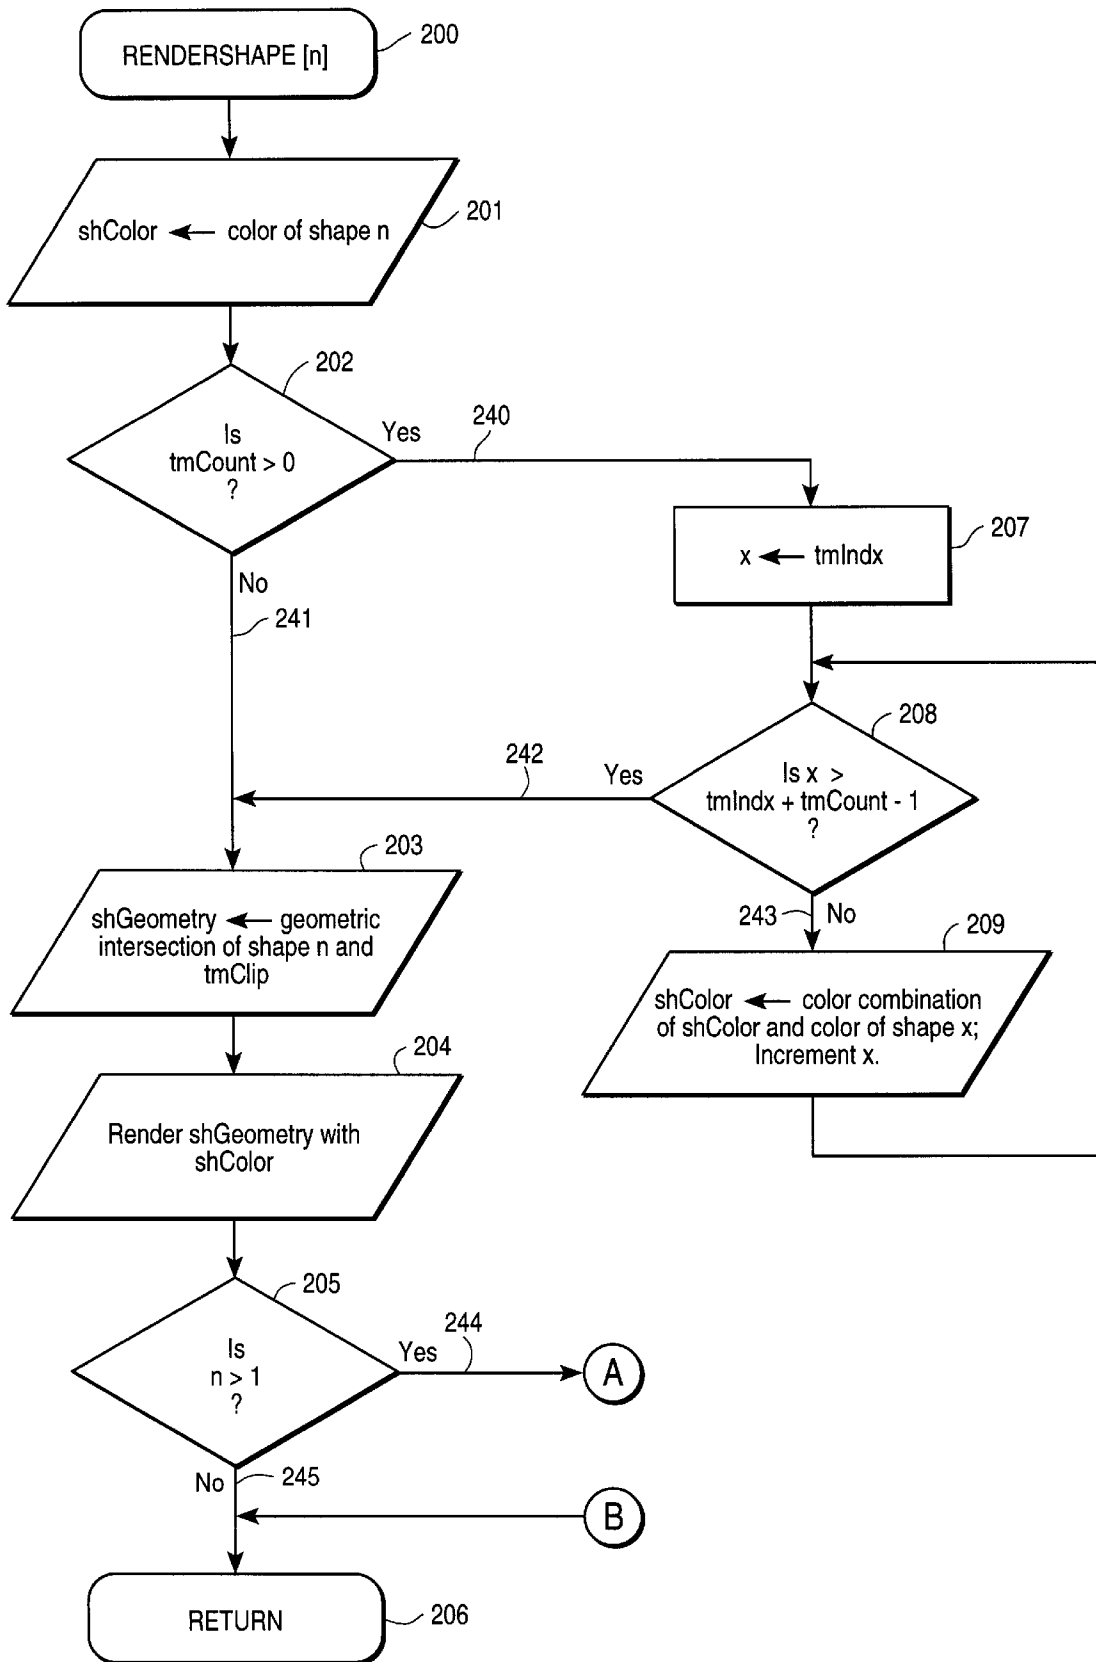 RENDERSHAPE [n]
200
shColor ← color of shape n
201
202
Is
tmCount > 0
?
Yes
240
No
241
207
x ← tmIndx
208
Is x >
tmIndx + tmCount - 1
?
Yes
242
243
No
209
shColor ← color combination
of shColor and color of shape x;
Increment x.
203
shGeometry ← geometric
intersection of shape n and
tmClip
204
Render shGeometry with
shColor
205
Is
n > 1
?
Yes
244
A
No
245
B
RETURN
206